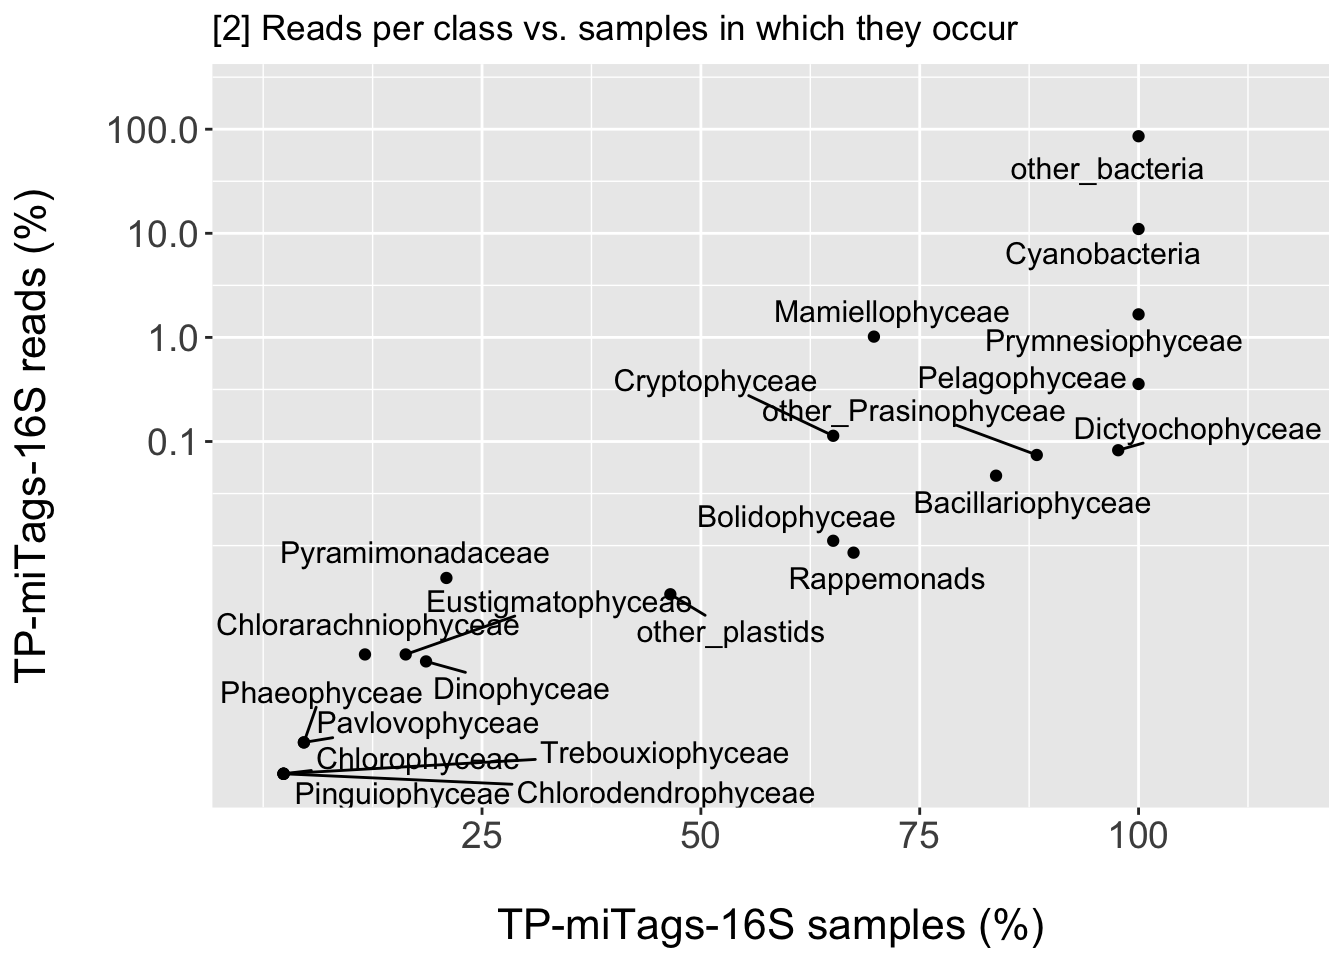 [2] Reads per class vs. samples in which they occur
TP-miTags-16S reads (%)
100.0
10.0
1.0
0.1
other_bacteria
Cyanobacteria
Mamiellophyceae
Prymnesiophyceae
Cryptophyceae
Pelagophyceae
other_Prasinophyceae
Dictyochophyceae
Bacillariophyceae
Bolidophyceae
Pyramimonadaceae
Rappemonads
Eustigmatophyceae
Chlorarachniophyceae
other_plastids
Phaeophyceae
Dinophyceae
Pavlovophyceae
Chlorophyceae
Trebouxiophyceae
Pinguiophyceae
Chlorodendrophyceae
25 50 75 100
TP-miTags-16S samples (%)